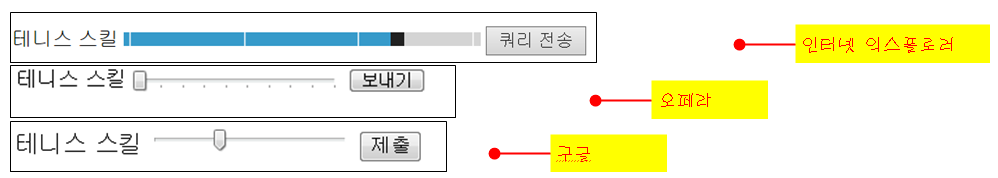 테니스 스킬 쿼리 전송 인터넷 익스플로러
테니스 스킬 보내기 오페라
테니스 스킬 제출 구글